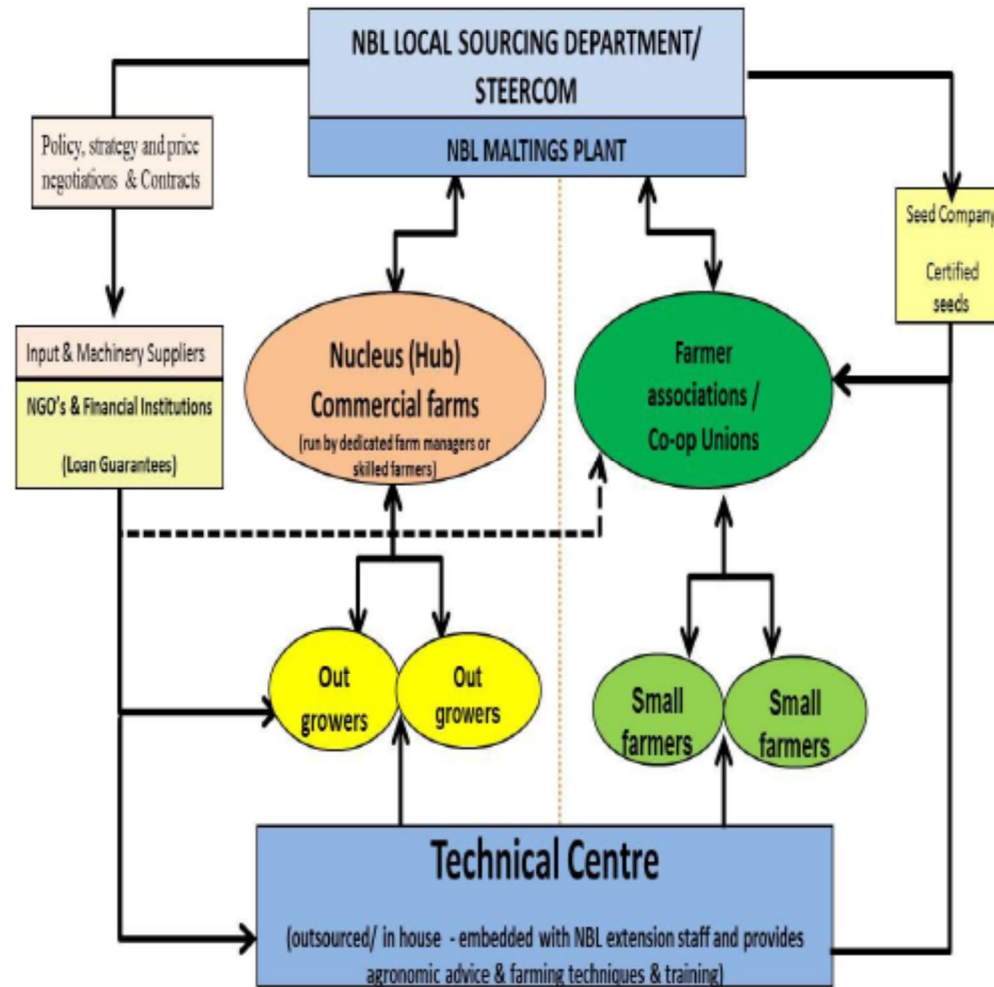 NBL LOCAL SOURCING DEPARTMENT/
STEERCOM
NBL MALTINGS PLANT
Policy, strategy and price
negotiations & Contracts
Seed Company
Certified
seeds
Input & Machinery Suppliers
NGO's & Financial Institutions
(Loan Guarantees)
Nucleus (Hub)
Commercial farms
(run by dedicated farm managers or
skilled farmers)
Farmer
associations /
Co-op Unions
Out
growers
Out
growers
Small
farmers
Small
farmers
Technical Centre
(outsourced/ in house - embedded with NBL extension staff and provides
agronomic advice & farming techniques & training)